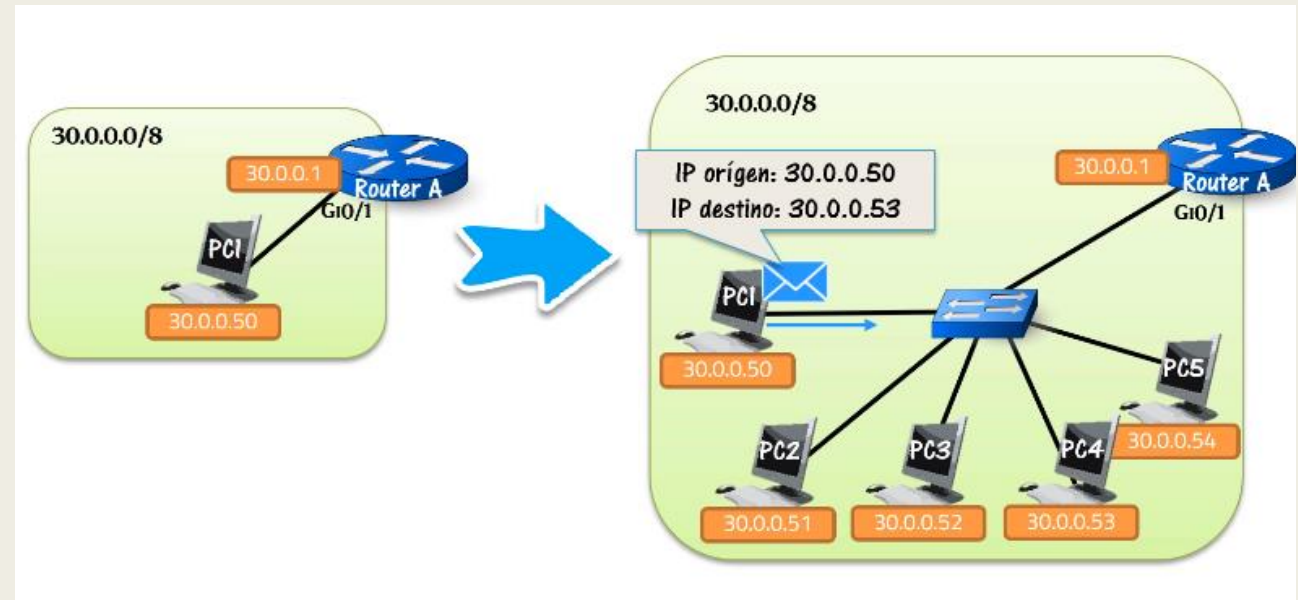 30.0.0.0/8
30.0.0.1
Router A
Gi0/1
PC1
30.0.0.50
30.0.0.0/8
IP orígen: 30.0.0.50
IP destino: 30.0.0.53
30.0.0.1
Router A
Gi0/1
PC1
30.0.0.50
PC5
30.0.0.54
PC2
PC3
PC4
30.0.0.51
30.0.0.52
30.0.0.53